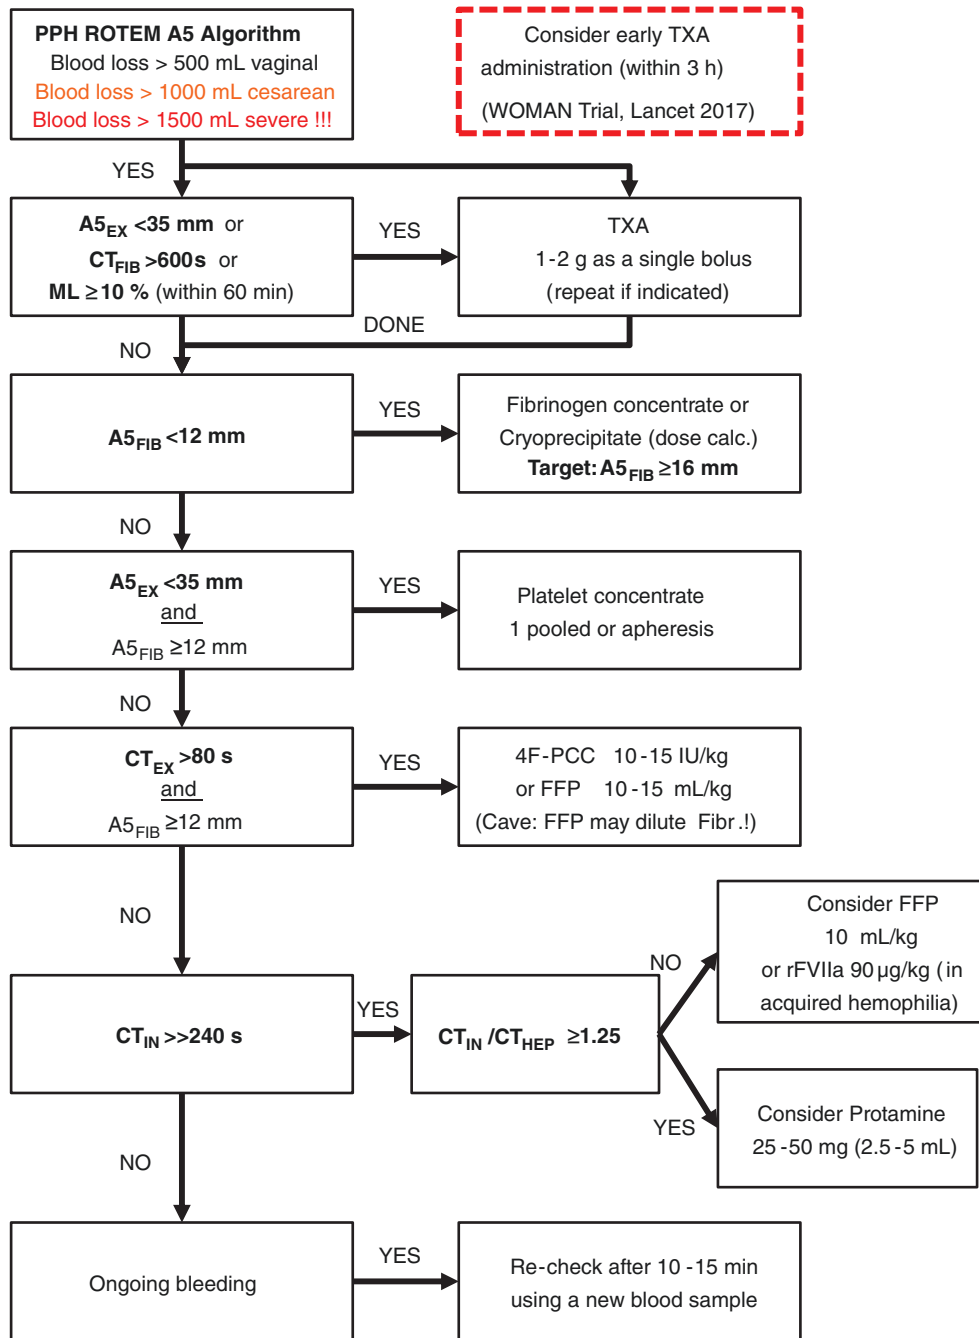 PPH ROTEM A5 Algorithm
Blood loss > 500 mL vaginal
Blood loss > 1000 mL cesarean
Blood loss > 1500 mL severe !!!
Consider early TXA
administration (within 3 h)
(WOMAN Trial, Lancet 2017)
YES
A5EX <35 mm or
CTFIB >600s or
ML ≥10 % (within 60 min)
YES
TXA
1-2 g as a single bolus
(repeat if indicated)
DONE
NO
A5FIB <12 mm
YES
Fibrinogen concentrate or
Cryoprecipitate (dose calc.)
Target: A5FIB ≥16 mm
NO
A5EX <35 mm
and
A5FIB ≥12 mm
YES
Platelet concentrate
1 pooled or apheresis
NO
CTEX >80 s
and
A5FIB ≥12 mm
YES
4F-PCC 10-15 IU/kg
or FFP 10-15 mL/kg
(Cave: FFP may dilute Fibr.!)
NO
CTIN >>240 s
YES
CTIN /CTHEP ≥1.25
NO
Consider FFP
10 mL/kg
or rFVIIa 90 µg/kg (in
acquired hemophilia)
YES
Consider Protamine
25-50 mg (2.5-5 mL)
NO
Ongoing bleeding
YES
Re-check after 10-15 min
using a new blood sample